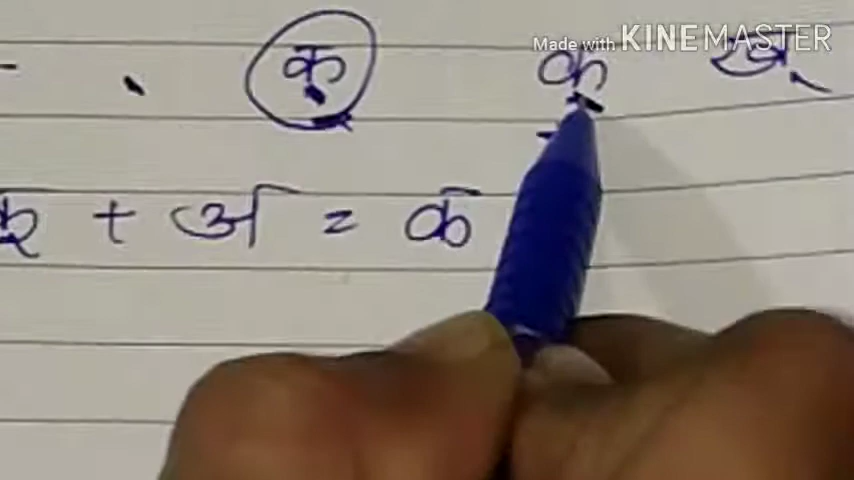 Made with KINEMASTER
क़ क्
क् + अ = क